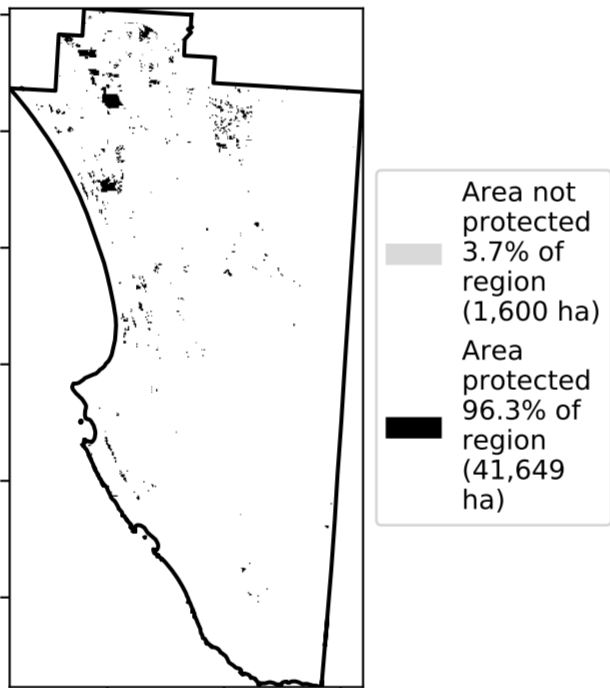 Area not
protected
3.7% of
region
(1,600 ha)
Area
protected
96.3% of
region
(41,649
ha)